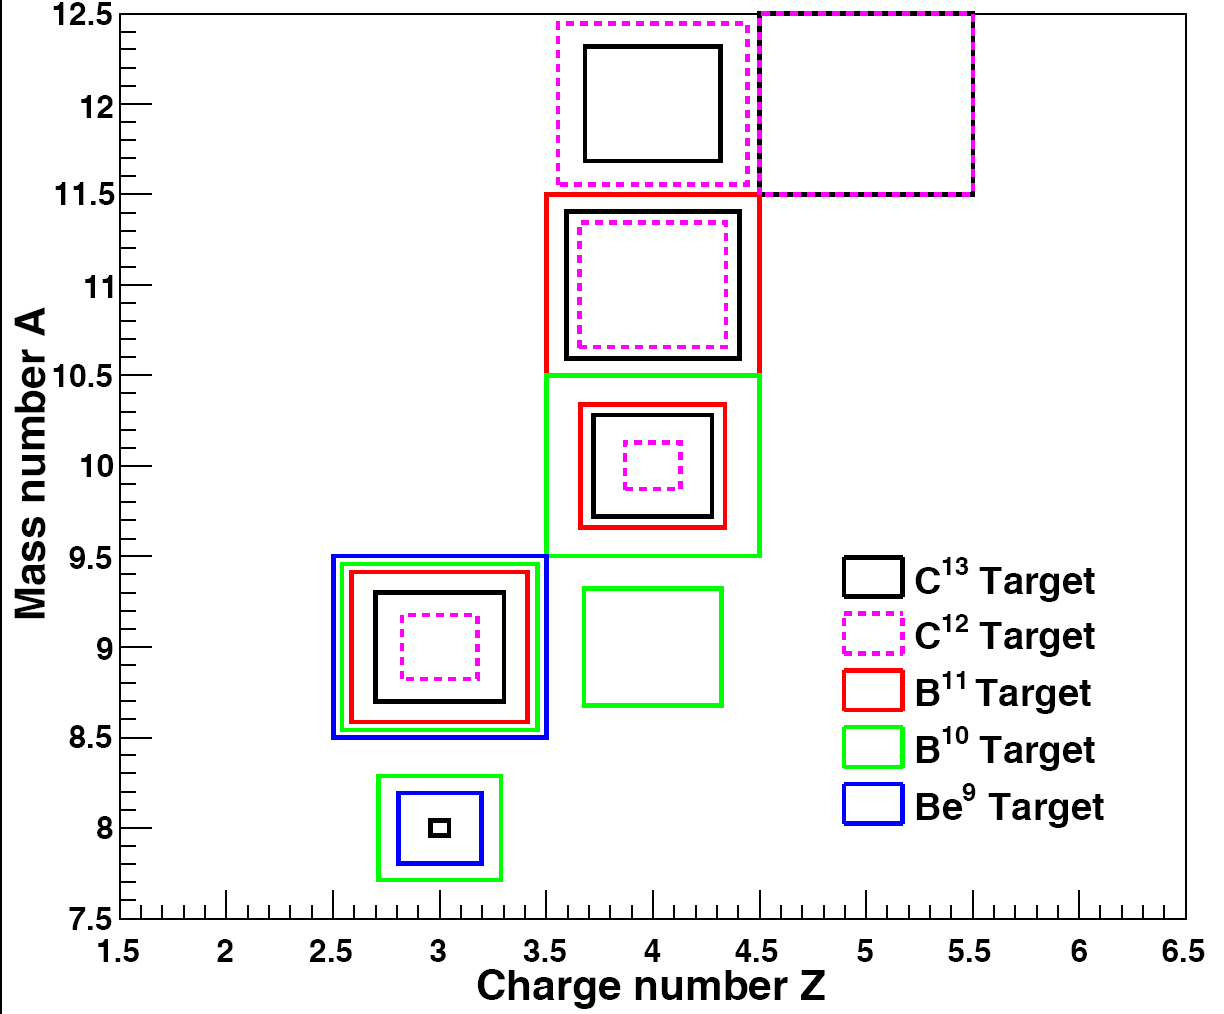 12.5
12
11.5
11
10.5
10
9.5
9
8.5
8
7.5
Mass number A
1.5 2 2.5 3 3.5 4 4.5 5 5.5 6 6.5
Charge number Z
C¹³ Target
C¹² Target
B¹¹ Target
B¹⁰ Target
Be⁹ Target